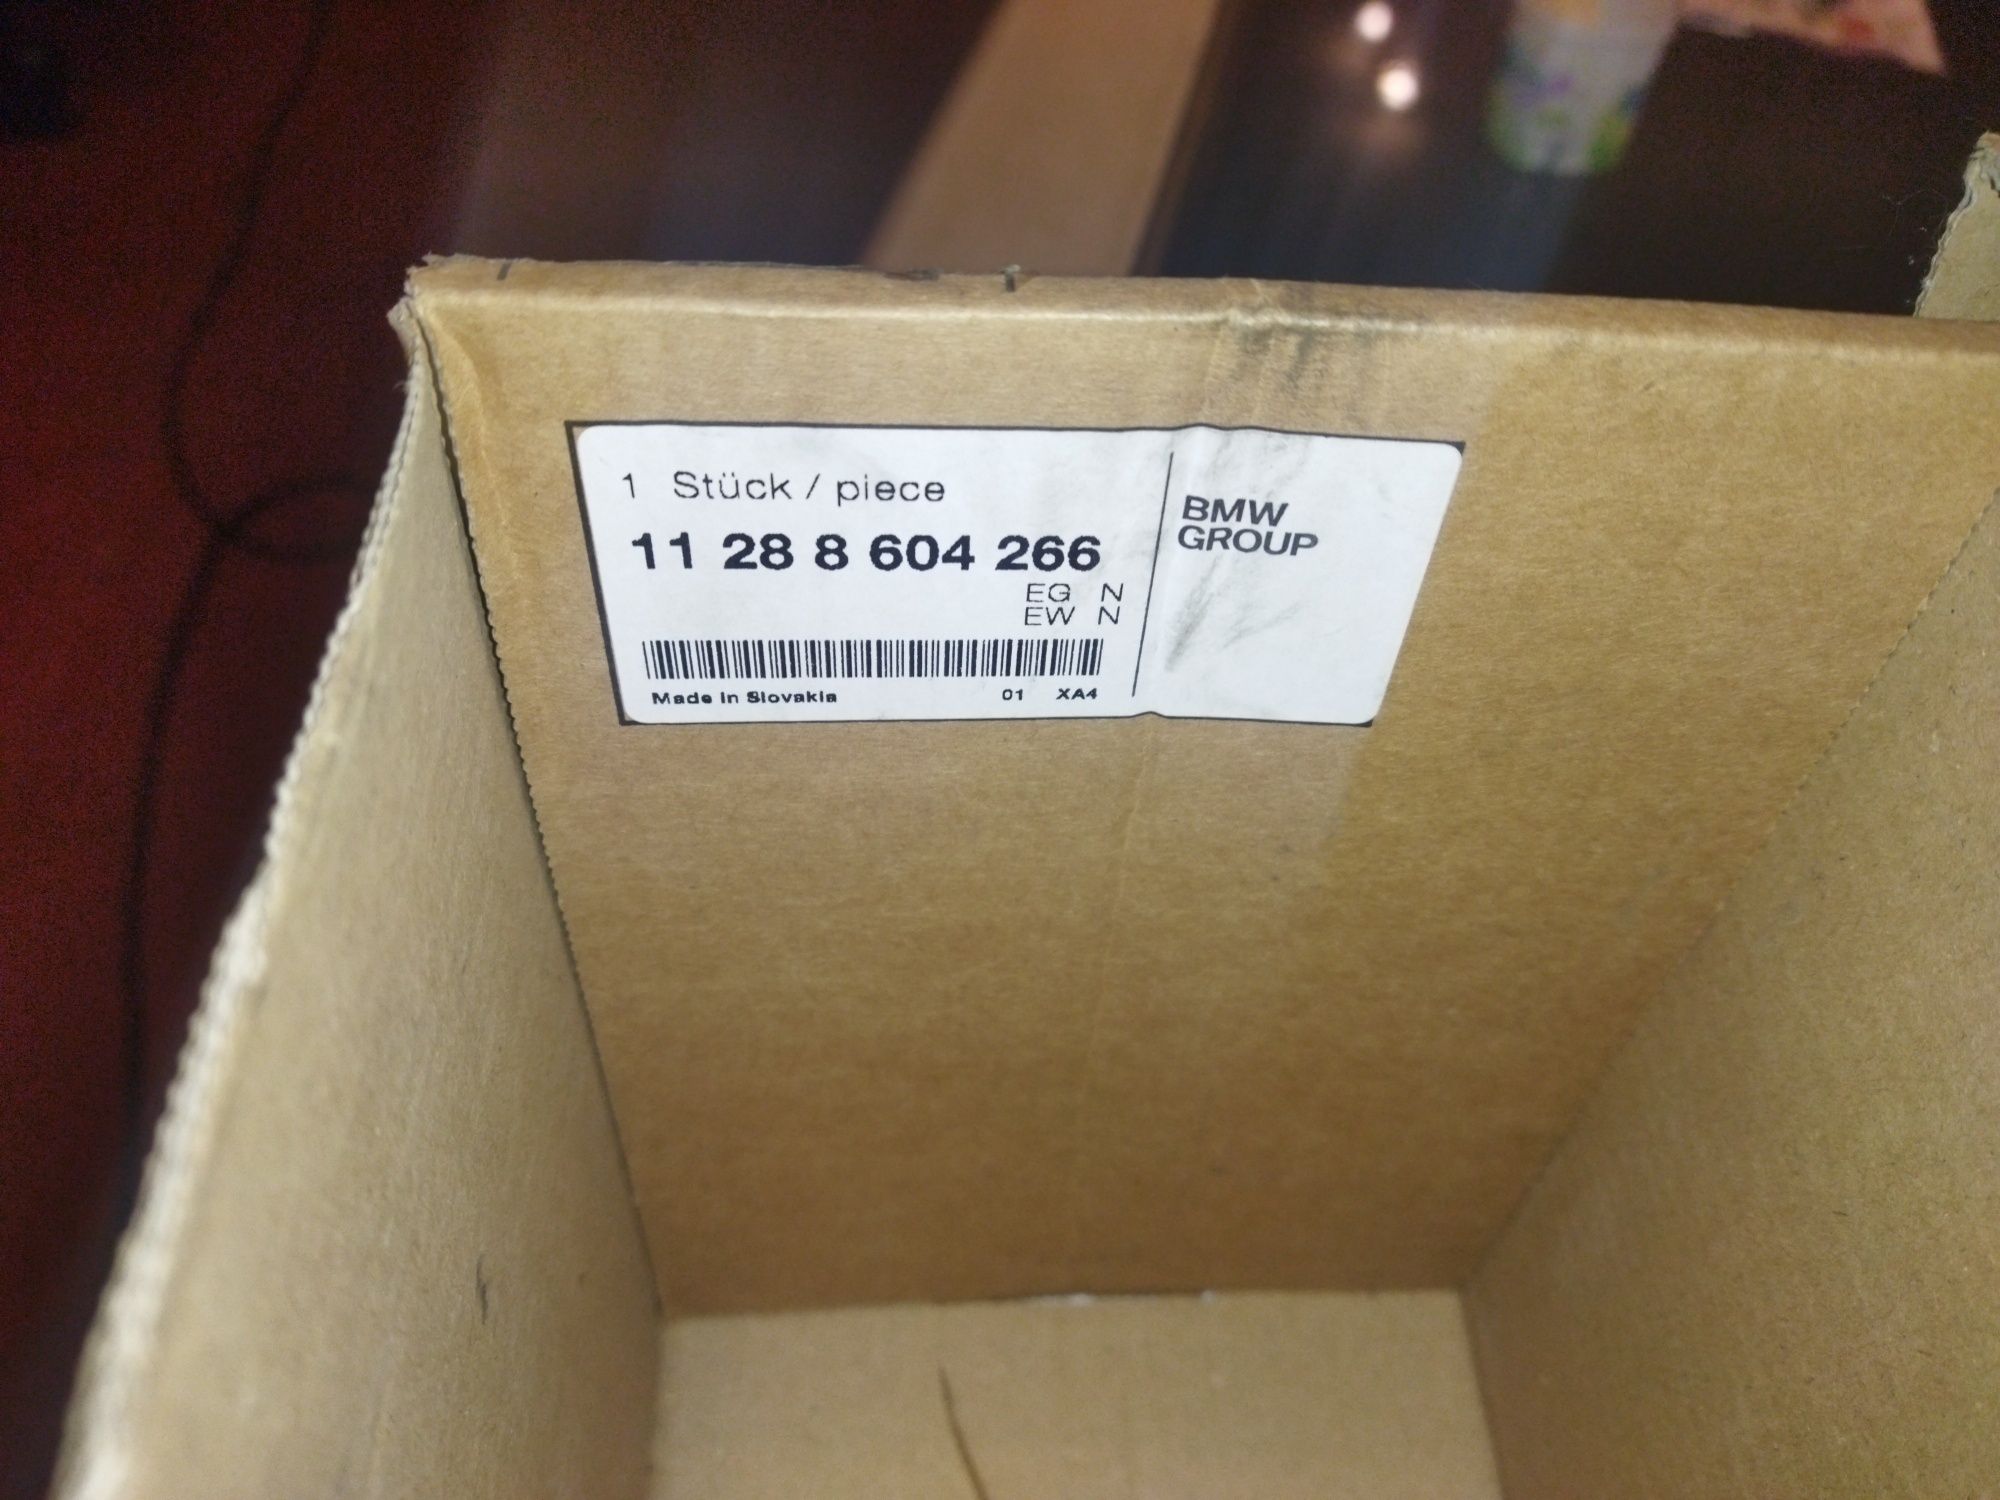 1 Stück / piece
11 28 8 604 266
EG N
EW N
Made in Slovakia 01 XA4
BMW
GROUP